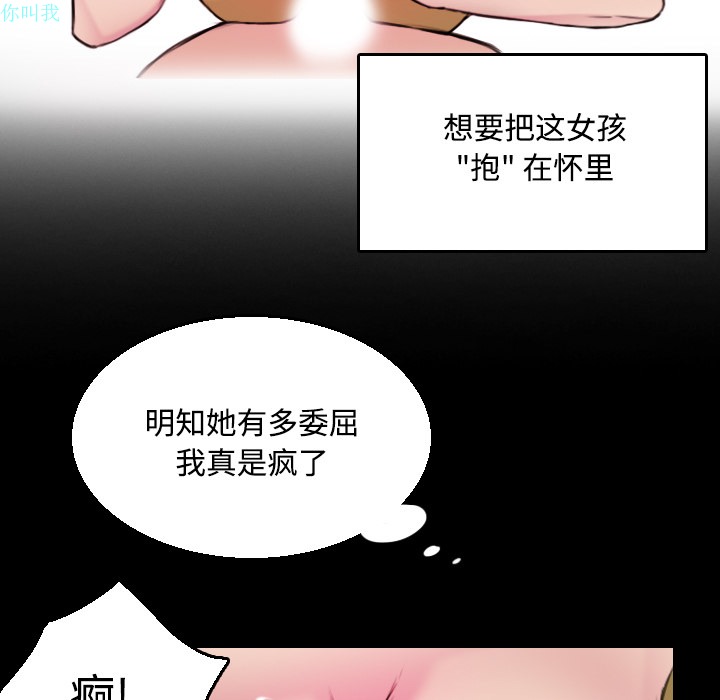 你叫我
想要把这女孩
"抱" 在怀里
明知她有多委屈
我真是疯了
痾!